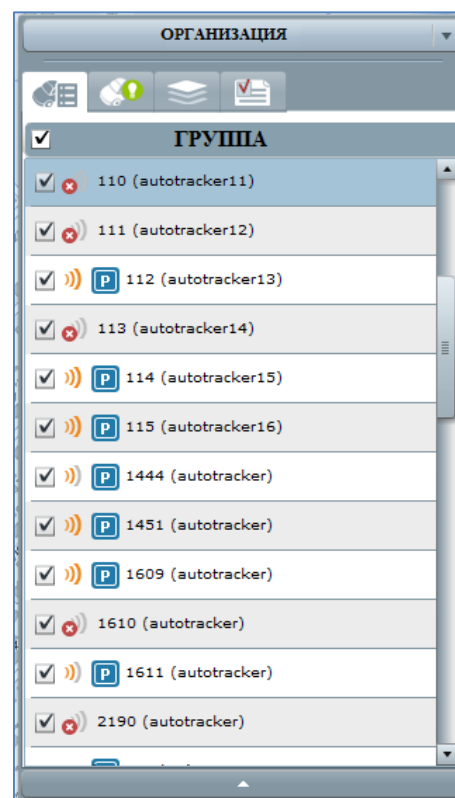 ОРГАНИЗАЦИЯ
ГРУППА
110 (autotracker11)
111 (autotracker12)
P 112 (autotracker13)
113 (autotracker14)
P 114 (autotracker15)
P 115 (autotracker16)
P 1444 (autotracker)
P 1451 (autotracker)
P 1609 (autotracker)
1610 (autotracker)
P 1611 (autotracker)
2190 (autotracker)